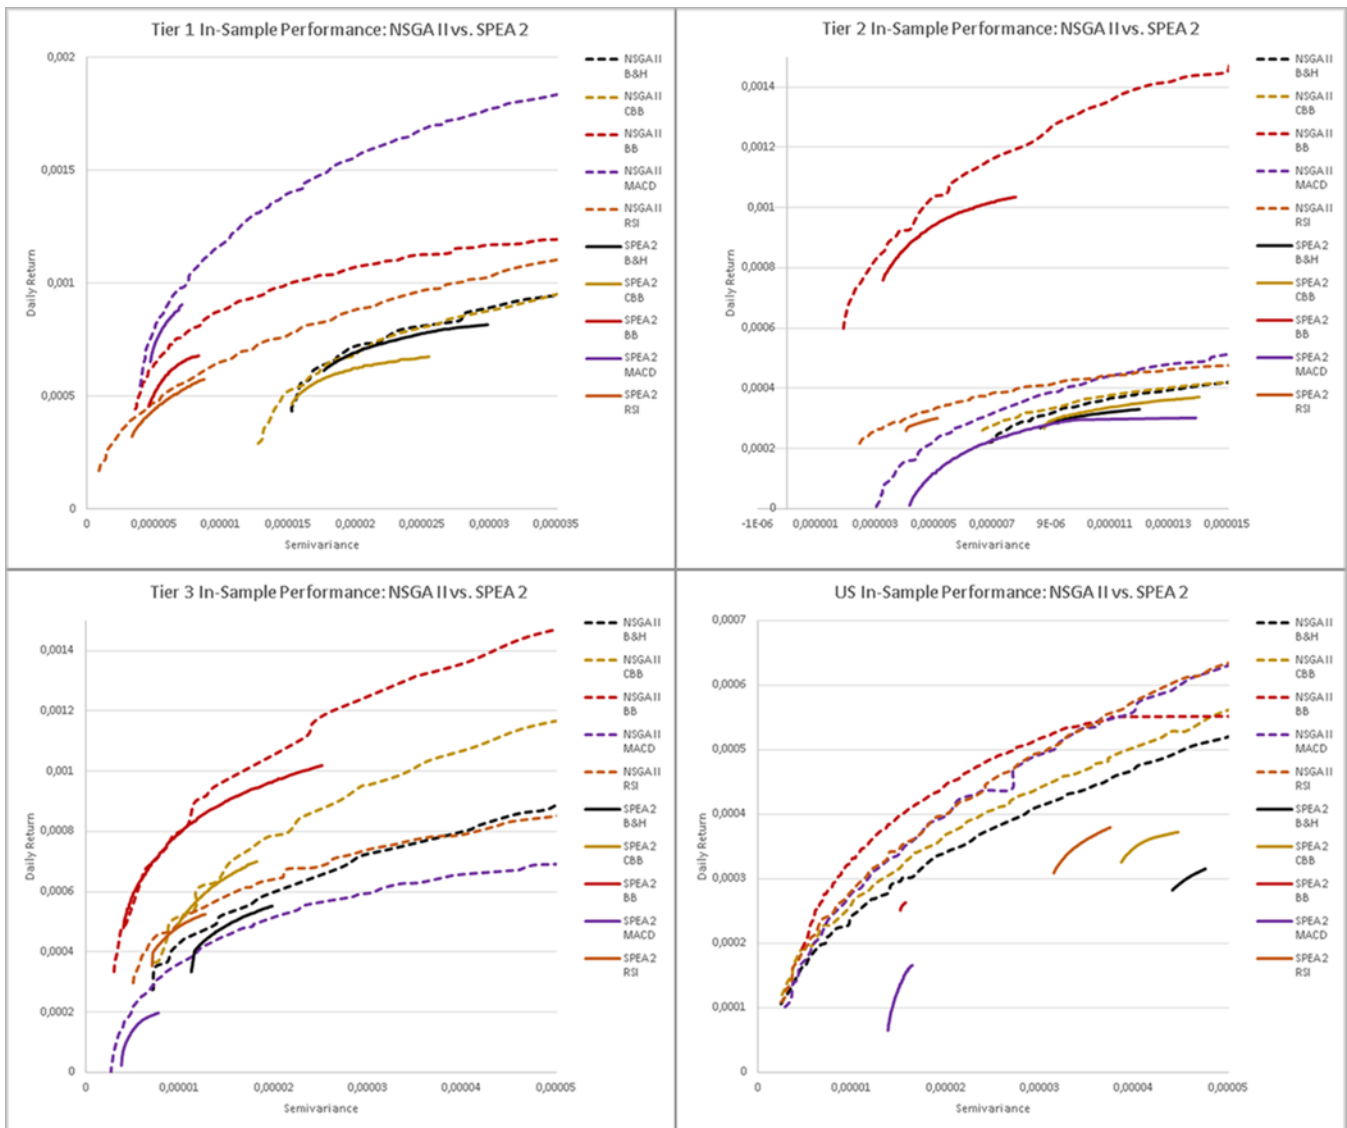 Tier 1 In-Sample Performance: NSGA II vs. SPEA 2
0,002
0,0015
0,001
0,0005
0
Daily Return
0
0,000005
0,00001
0,000015
0,00002
0,000025
0,00003
0,000035
Semivariance
NSGA II
B&H
NSGA II
CBB
NSGA II
BB
NSGA II
MACD
NSGA II
RSI
SPEA 2
B&H
SPEA 2
CBB
SPEA 2
BB
SPEA 2
MACD
SPEA 2
RSI
Tier 2 In-Sample Performance: NSGA II vs. SPEA 2
0,0014
0,0012
0,001
0,0008
0,0006
0,0004
0,0002
0
Daily Return
-1E-06
0,000001
0,000003
0,000005
0,000007
9E-06
0,000011
0,000013
0,000015
Semivariance
NSGA II
B&H
NSGA II
CBB
NSGA II
BB
NSGA II
MACD
NSGA II
RSI
SPEA 2
B&H
SPEA 2
CBB
SPEA 2
BB
SPEA 2
MACD
SPEA 2
RSI
Tier 3 In-Sample Performance: NSGA II vs. SPEA 2
0,0014
0,0012
0,001
0,0008
0,0006
0,0004
0,0002
0
Daily Return
0
0,00001
0,00002
0,00003
0,00004
0,00005
Semivariance
NSGA II
B&H
NSGA II
CBB
NSGA II
BB
NSGA II
MACD
NSGA II
RSI
SPEA 2
B&H
SPEA 2
CBB
SPEA 2
BB
SPEA 2
MACD
SPEA 2
RSI
US In-Sample Performance: NSGA II vs. SPEA 2
0,0007
0,0006
0,0005
0,0004
0,0003
0,0002
0,0001
0
Daily Return
0
0,00001
0,00002
0,00003
0,00004
0,00005
Semivariance
NSGA II
B&H
NSGA II
CBB
NSGA II
BB
NSGA II
MACD
NSGA II
RSI
SPEA 2
B&H
SPEA 2
CBB
SPEA 2
BB
SPEA 2
MACD
SPEA 2
RSI